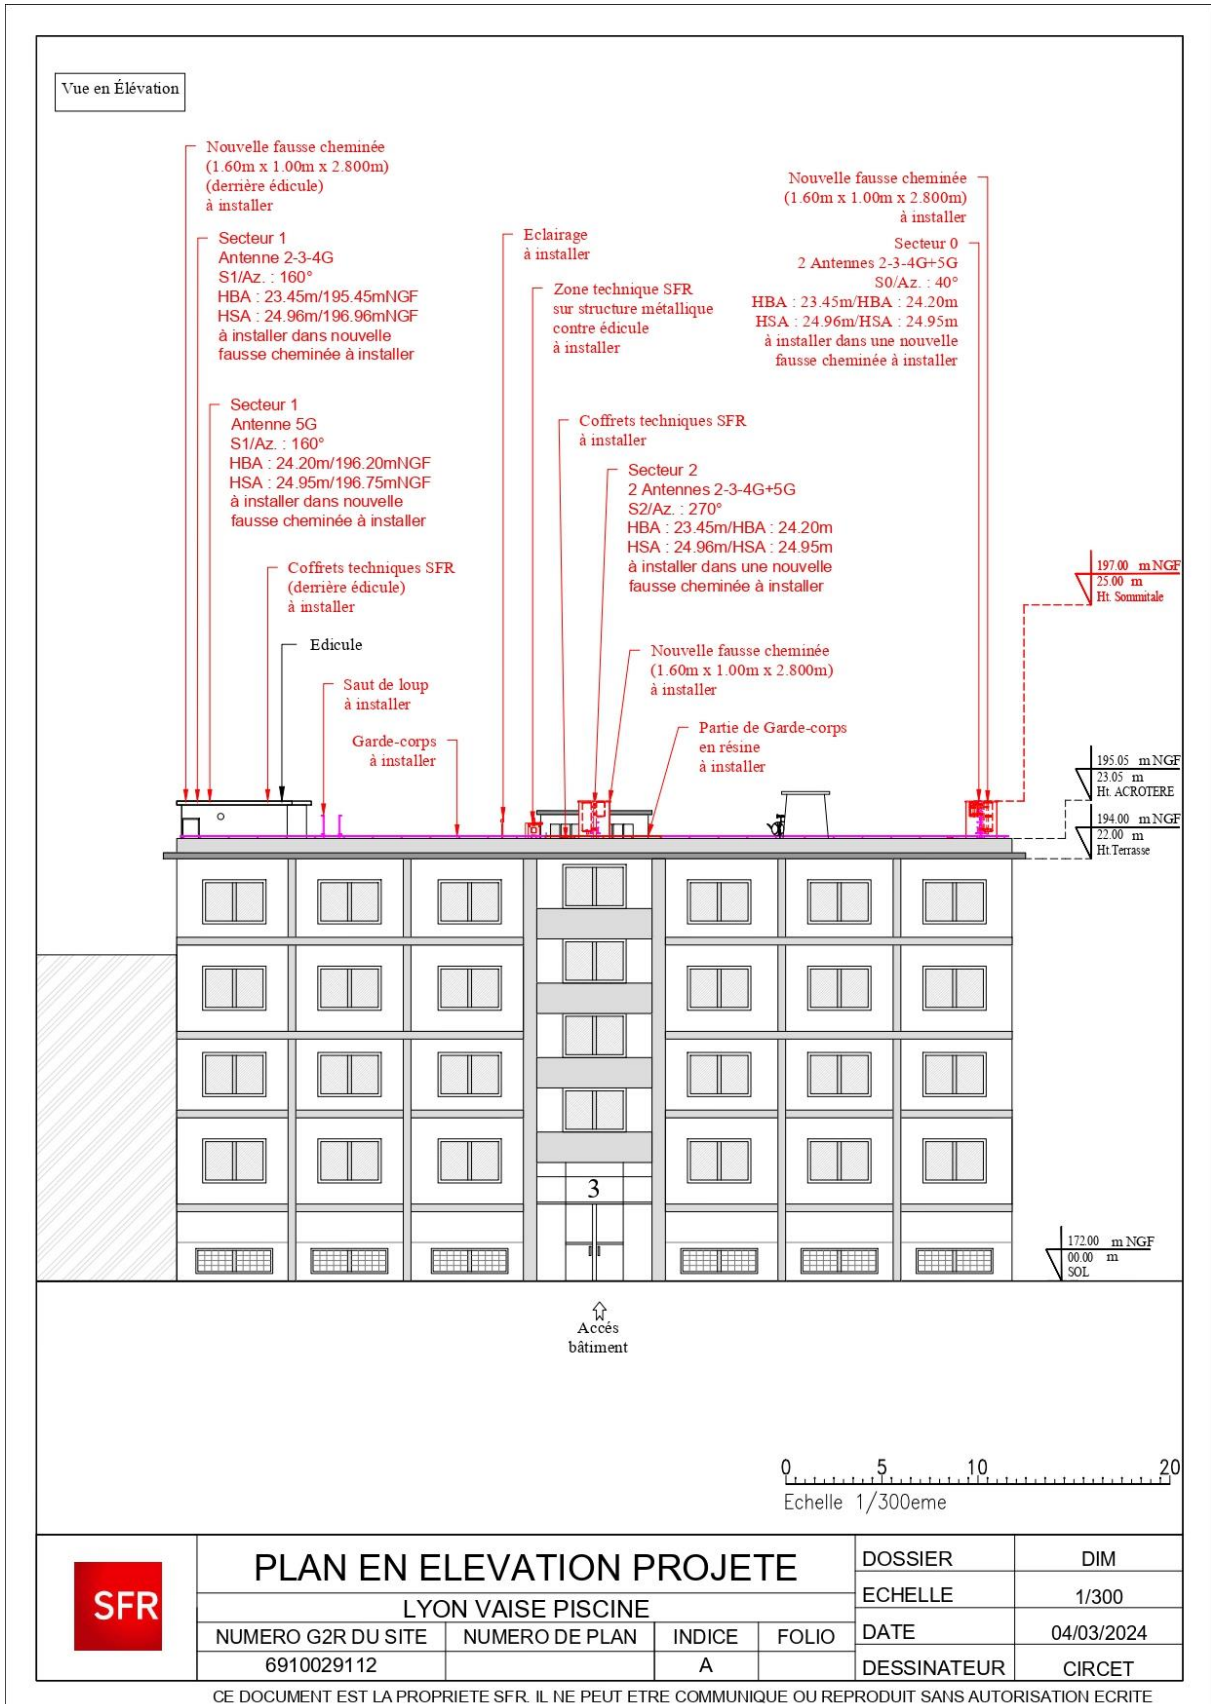 Vue en Élévation
Nouvelle fausse cheminée
(1.60m x 1.00m x 2.800m)
(derrière édicule)
à installer
Secteur 1
Antenne 2-3-4G
S1/Az. : 160°
HBA : 23.45m/195.45mNGF
HSA : 24.96m/196.96mNGF
à installer dans nouvelle
fausse cheminée à installer
Secteur 1
Antenne 5G
S1/Az. : 160°
HBA : 24.20m/196.20mNGF
HSA : 24.95m/196.75mNGF
à installer dans nouvelle
fausse cheminée à installer
Coffrets techniques SFR
(derrière édicule)
à installer
Edicule
Saut de loup
à installer
Garde-corps
à installer
Eclairage
à installer
Zone technique SFR
sur structure métallique
contre édicule
à installer
Coffrets techniques SFR
à installer
Secteur 2
2 Antennes 2-3-4G+5G
S2/Az. : 270°
HBA : 23.45m/HBA : 24.20m
HSA : 24.96m/HSA : 24.95m
à installer dans une nouvelle
fausse cheminée à installer
Nouvelle fausse cheminée
(1.60m x 1.00m x 2.800m)
à installer
Partie de Garde-corps
en résine
à installer
Nouvelle fausse cheminée
(1.60m x 1.00m x 2.800m)
à installer
Secteur 0
2 Antennes 2-3-4G+5G
S0/Az. : 40°
HBA : 23.45m/HBA : 24.20m
HSA : 24.96m/HSA : 24.95m
à installer dans une nouvelle
fausse cheminée à installer
197.00 m NGF
25.00 m
Ht. Sommitale
195.05 m NGF
23.05 m
Ht. ACROTERE
194.00 m NGF
22.00 m
Ht.Terrasse
3
172.00 m NGF
00.00 m
SOL
Accés
bâtiment
0 5 10 20
Echelle 1/300eme
SFR
PLAN EN ELEVATION PROJETE
LYON VAISE PISCINE
NUMERO G2R DU SITE NUMERO DE PLAN INDICE FOLIO
6910029112 A
DOSSIER DIM
ECHELLE 1/300
DATE 04/03/2024
DESSINATEUR CIRCET
CE DOCUMENT EST LA PROPRIETE SFR. IL NE PEUT ETRE COMMUNIQUE OU REPRODUIT SANS AUTORISATION ECRITE